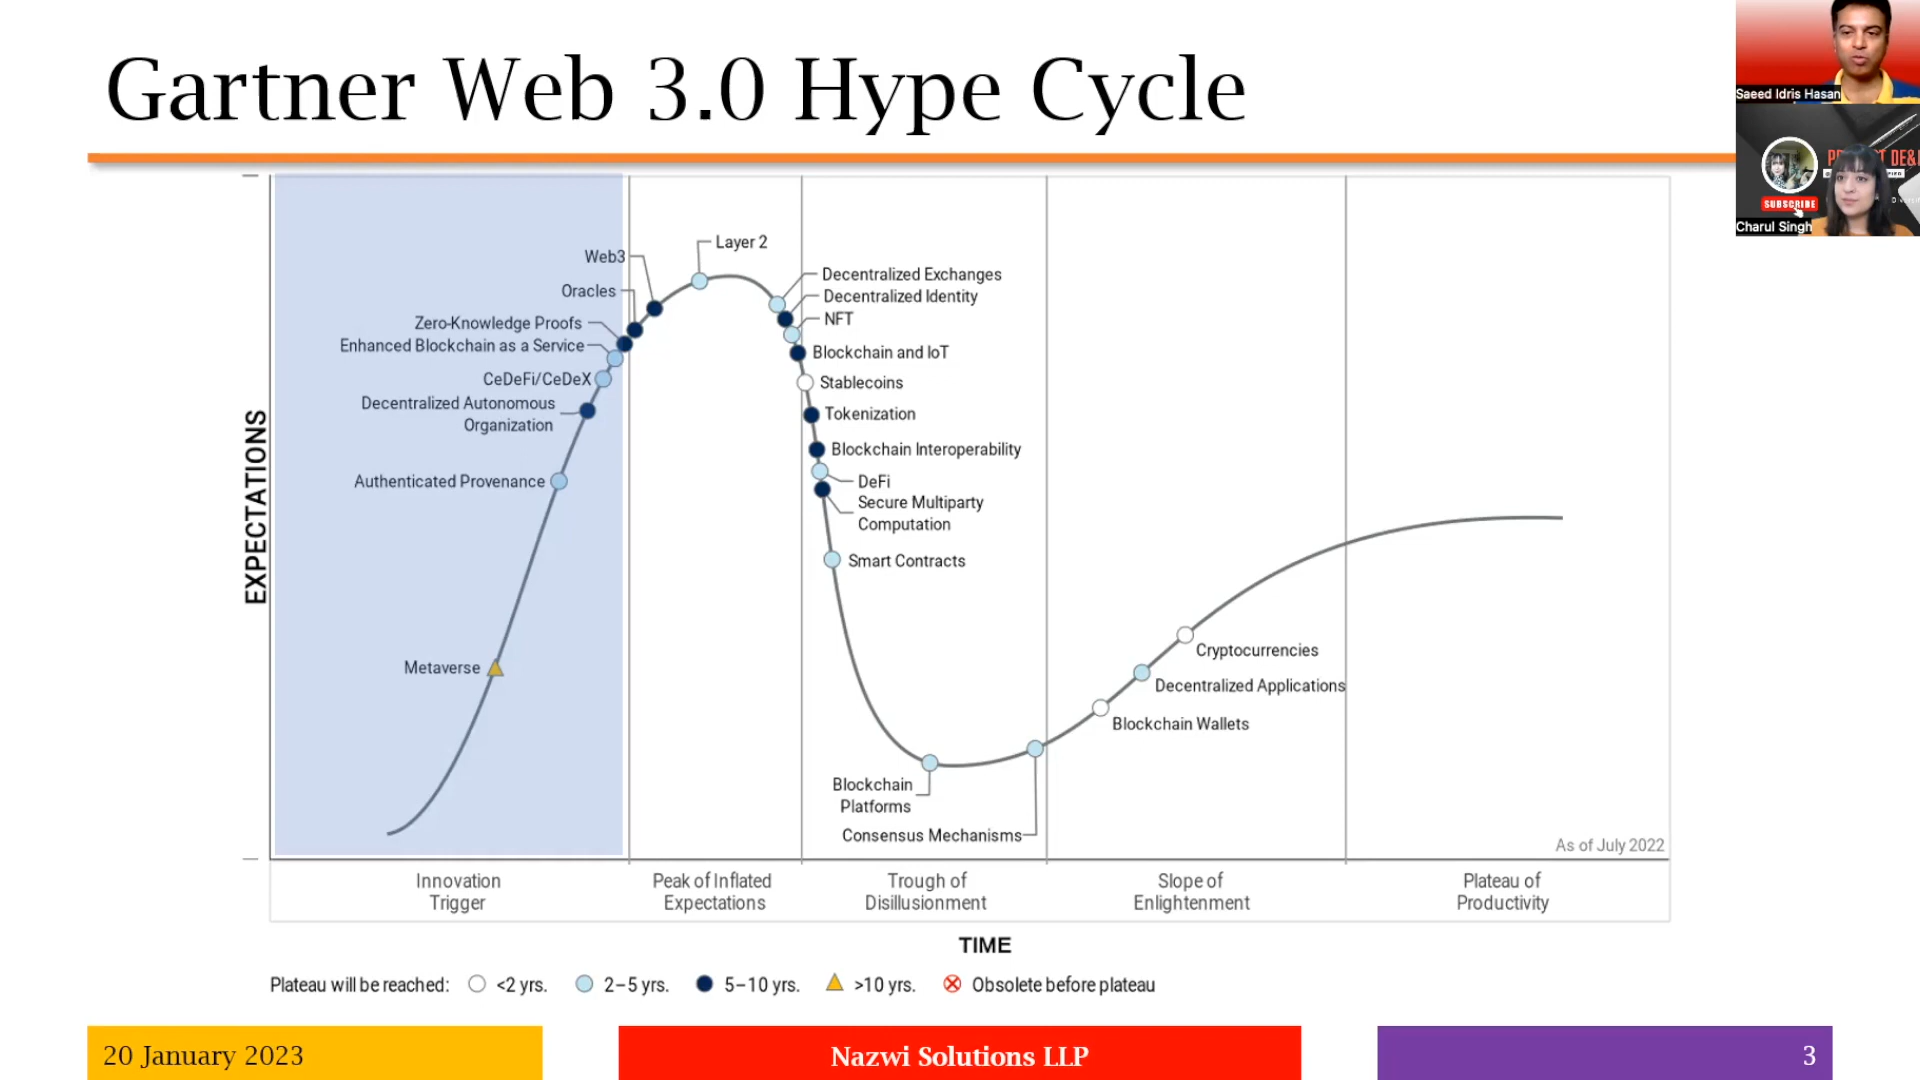 Gartner Web 3.0 Hype Cycle
Saeed Idris Hasan
SUBSCRIBE
Charul Singh
EXPECTATIONS
Layer 2
Web3
Oracles
Zero-Knowledge Proofs
Enhanced Blockchain as a Service
CeDeFi/CeDeX
Decentralized Autonomous
Organization
Authenticated Provenance
Metaverse
Decentralized Exchanges
Decentralized Identity
NFT
Blockchain and IoT
Stablecoins
Tokenization
Blockchain Interoperability
DeFi
Secure Multiparty
Computation
Smart Contracts
Blockchain
Platforms
Consensus Mechanisms
Cryptocurrencies
Decentralized Applications
Blockchain Wallets
As of July 2022
Innovation
Trigger
Peak of Inflated
Expectations
Trough of
Disillusionment
Slope of
Enlightenment
Plateau of
Productivity
TIME
Plateau will be reached: <2 yrs. 2–5 yrs. 5–10 yrs. >10 yrs. Obsolete before plateau
20 January 2023
Nazwi Solutions LLP
3